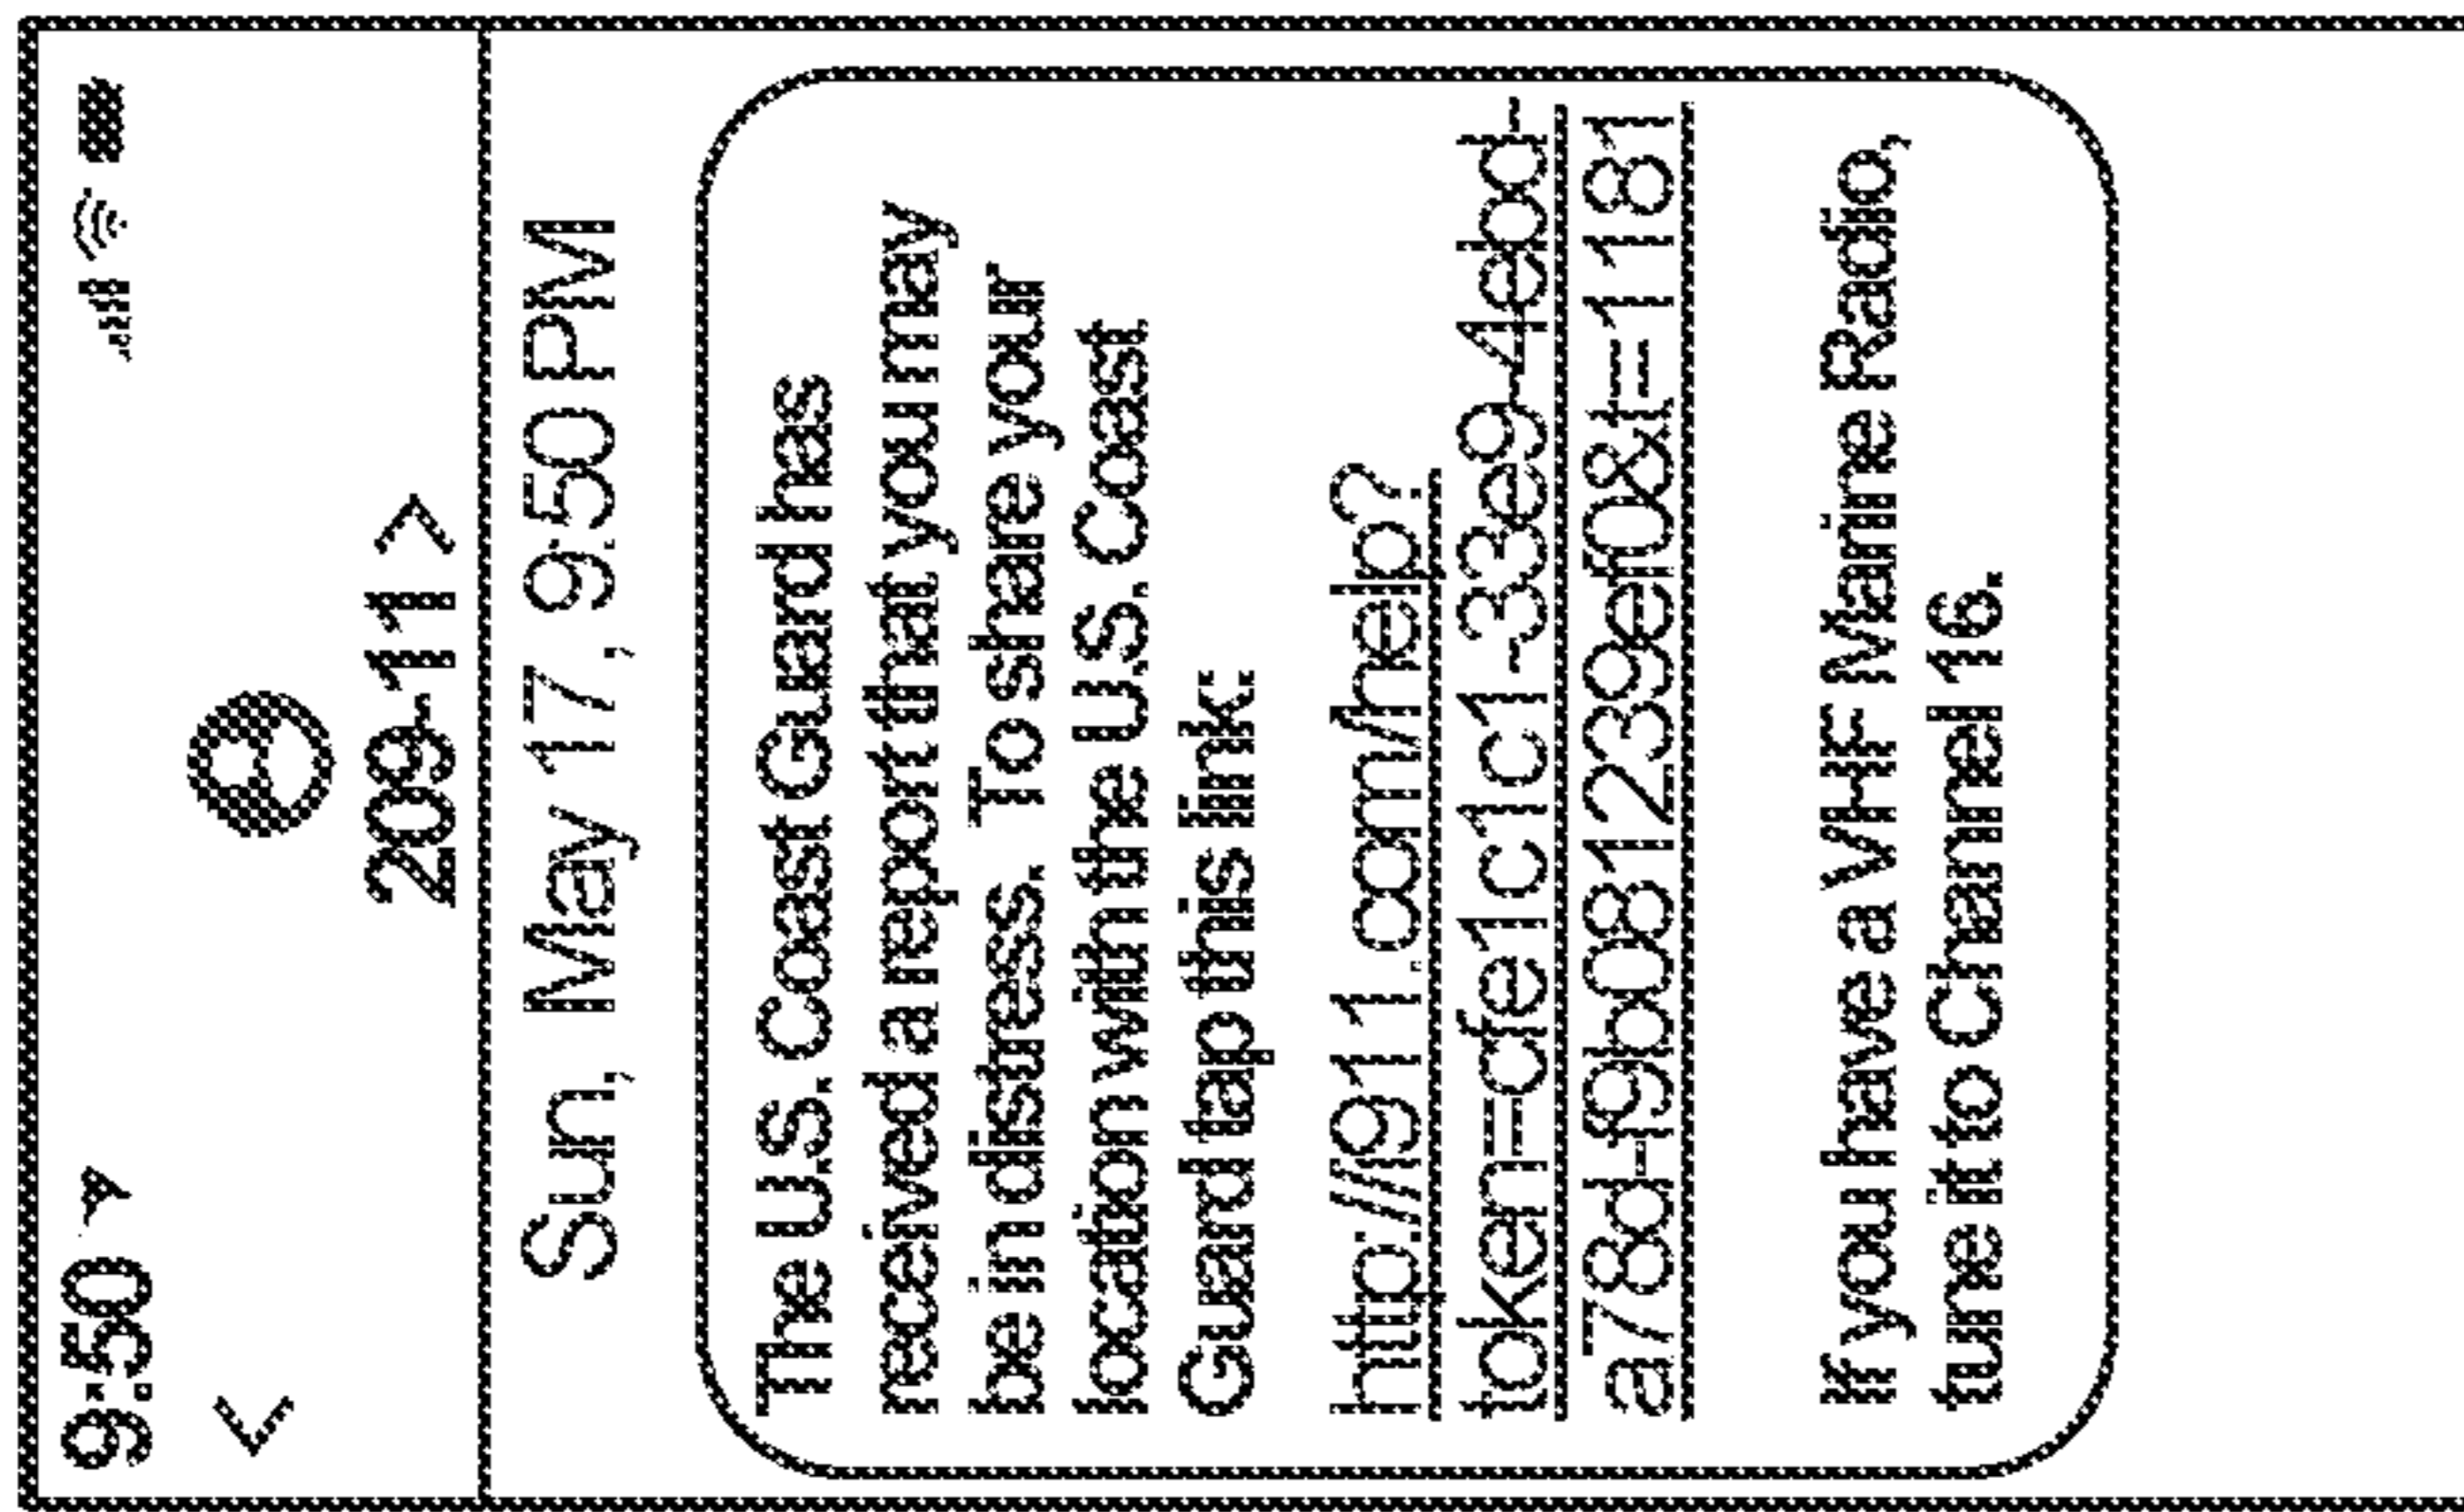 9:50
209-11 >
Sun, May 17, 9:50 PM
The U.S. Coast Guard has
received a report that you may
be in distress. To share your
location with the U.S. Coast
Guard tap this link:
http://i911.com/help?
token=cfe1c1c1-33e9-4ebd-
a78d-f9b081239ef0&t=1181
If you have a VHF Marine Radio,
tune it to Channel 16.